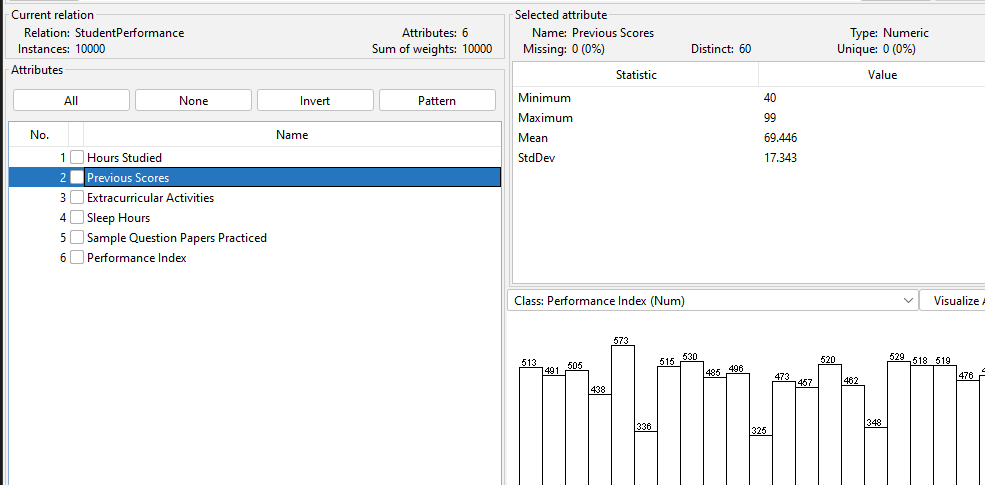 Current relation
Relation: StudentPerformance
Attributes: 6
Instances: 10000
Sum of weights: 10000
Attributes
All
None
Invert
Pattern
No.
Name
1 Hours Studied
2 Previous Scores
3 Extracurricular Activities
4 Sleep Hours
5 Sample Question Papers Practiced
6 Performance Index
Selected attribute
Name: Previous Scores
Type: Numeric
Missing: 0 (0%)
Distinct: 60
Unique: 0 (0%)
Statistic
Value
Minimum 40
Maximum 99
Mean 69.446
StdDev 17.343
Class: Performance Index (Num)
Visualize
513 491 505 438 573 336 515 530 485 496 325 473 457 520 462 348 529 518 519 476